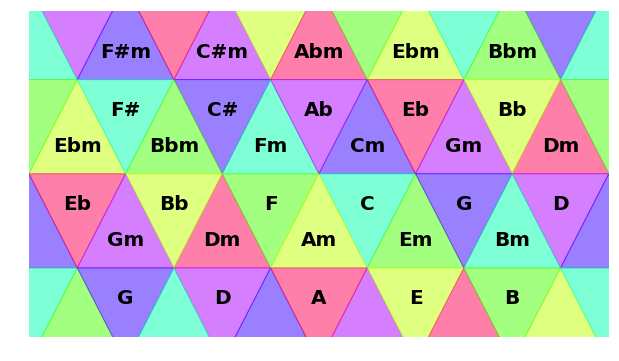 F#m C#m Abm Ebm Bbm
F# C# Ab Eb Bb
Ebm Bbm Fm Cm Gm Dm
Eb Bb F C G D
Gm Dm Am Em Bm
G D A E B